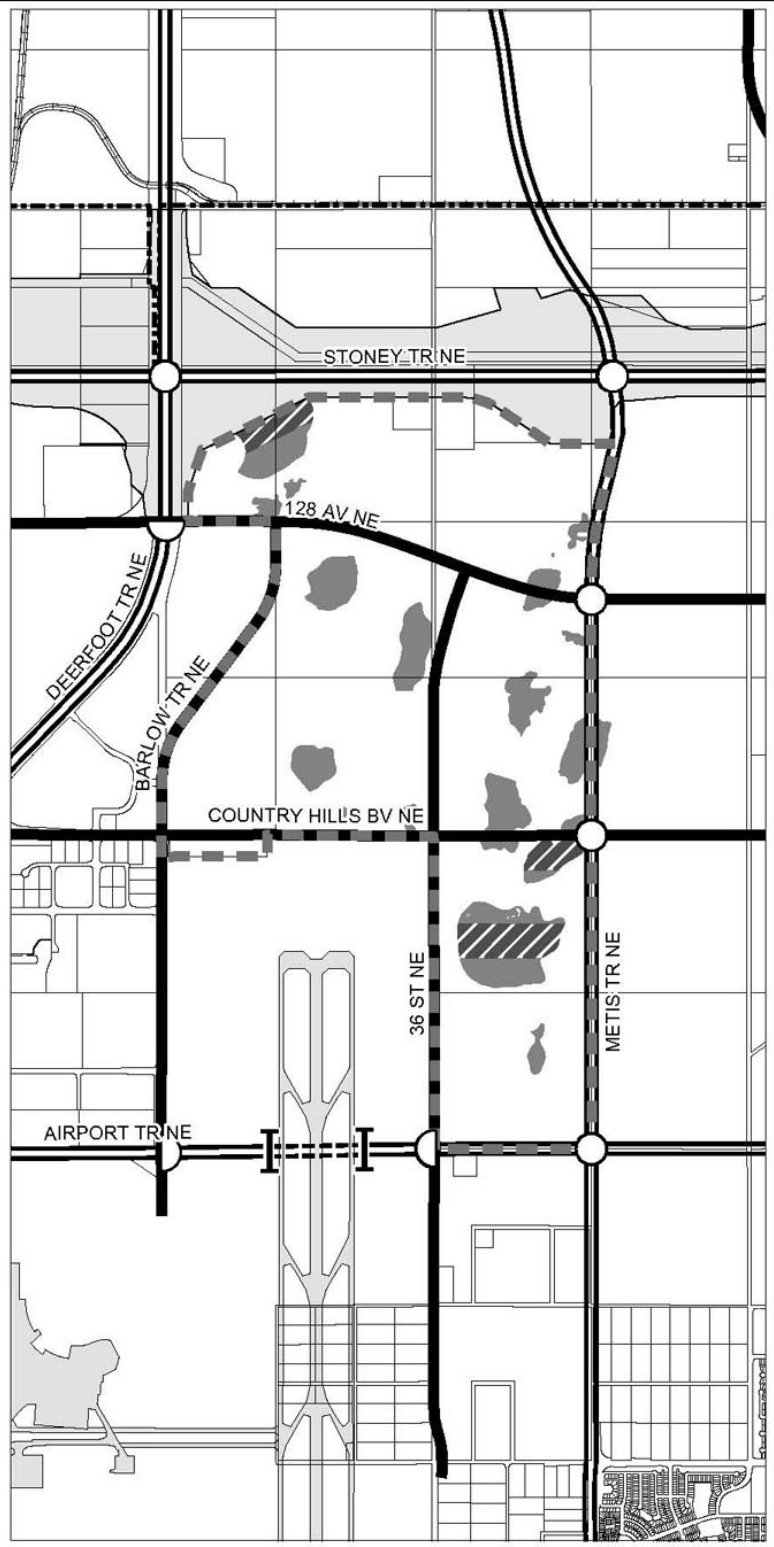 STONEY TR NE
128 AV NE
DEERFOOT TR NE
BARLOW TR NE
COUNTRY HILLS BV NE
36 ST NE
METIS TR NE
AIRPORT TR NE